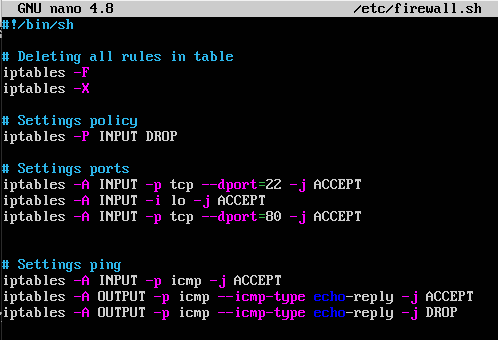 GNU nano 4.8 /etc/firewall.sh
#!/bin/sh
# Deleting all rules in table
iptables -F
iptables -X
# Settings policy
iptables -P INPUT DROP
# Settings ports
iptables -A INPUT -p tcp --dport=22 -j ACCEPT
iptables -A INPUT -i lo -j ACCEPT
iptables -A INPUT -p tcp --dport=80 -j ACCEPT
# Settings ping
iptables -A INPUT -p icmp -j ACCEPT
iptables -A OUTPUT -p icmp --icmp-type echo-reply -j ACCEPT
iptables -A OUTPUT -p icmp --icmp-type echo-reply -j DROP